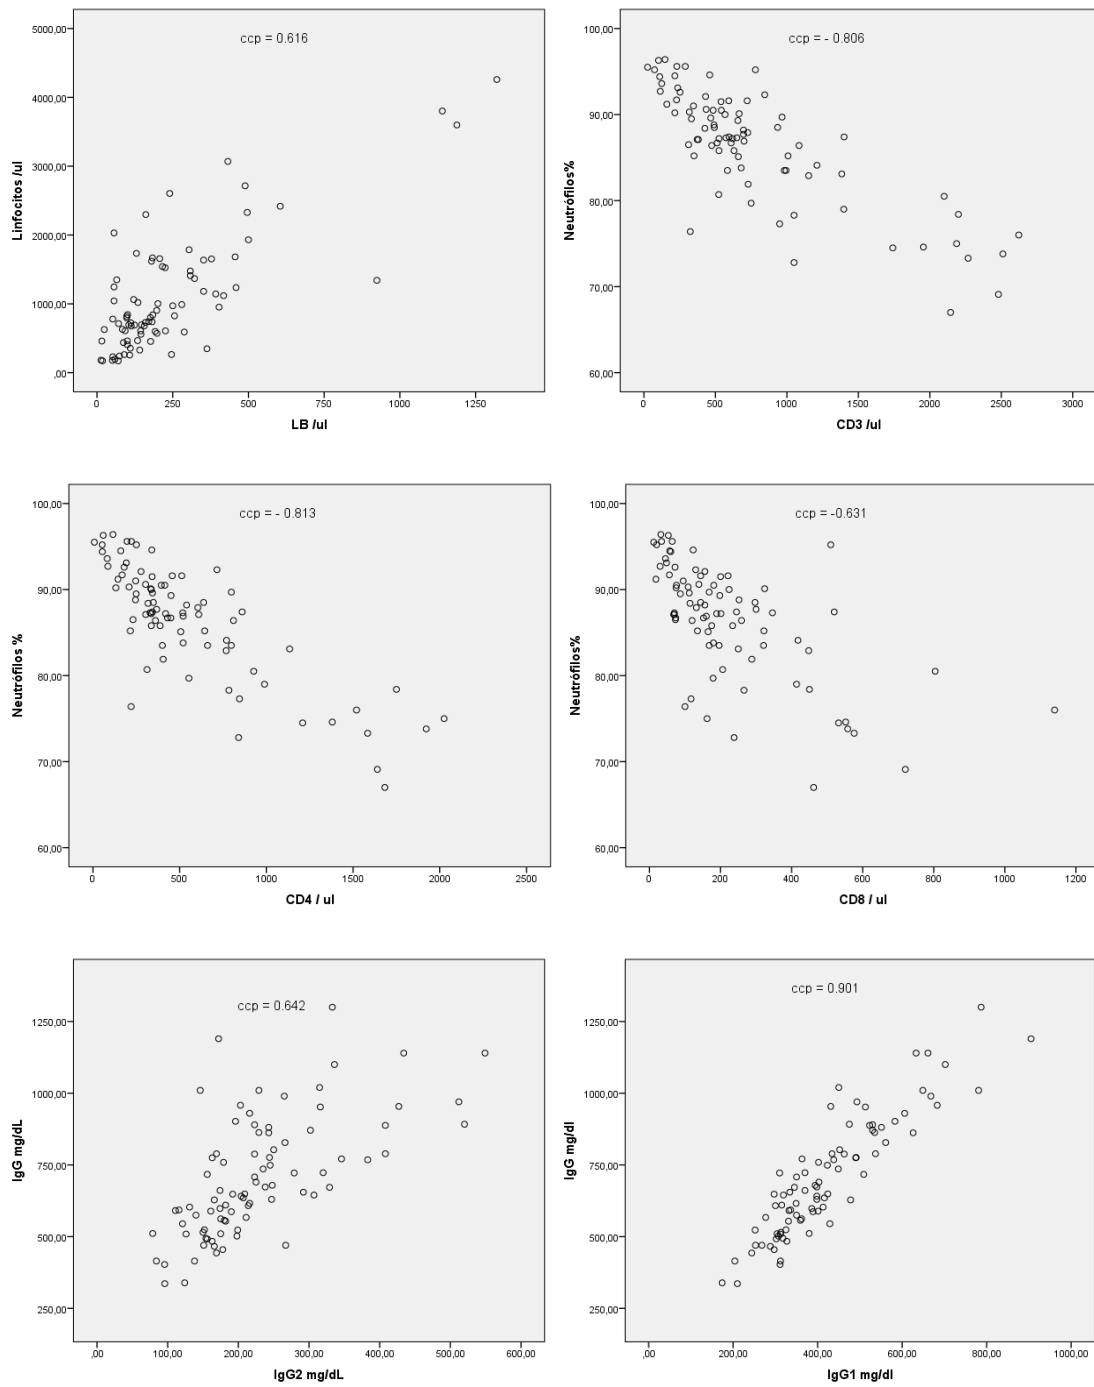 5000,00
4000,00
3000,00
2000,00
1000,00
,00
Linfocitos /ul
ccp = 0.616
0 250 500 750 1000 1250
LB /ul
100,00
90,00
80,00
70,00
60,00
Neutrófilos%
ccp = - 0.806
0 500 1000 1500 2000 2500 3000
CD3 /ul
100,00
90,00
80,00
70,00
60,00
Neutrófilos %
ccp = - 0.813
0 500 1000 1500 2000 2500
CD4 / ul
100,00
90,00
80,00
70,00
60,00
Neutrófilos%
ccp = -0.631
0 200 400 600 800 1000 1200
CD8 / ul
1250,00
1000,00
750,00
500,00
250,00
IgG mg/dL
ccp = 0.642
,00 100,00 200,00 300,00 400,00 500,00 600,00
IgG2 mg/dL
1250,00
1000,00
750,00
500,00
250,00
IgG mg/dl
ccp = 0.901
,00 200,00 400,00 600,00 800,00 1000,00
IgG1 mg/dl